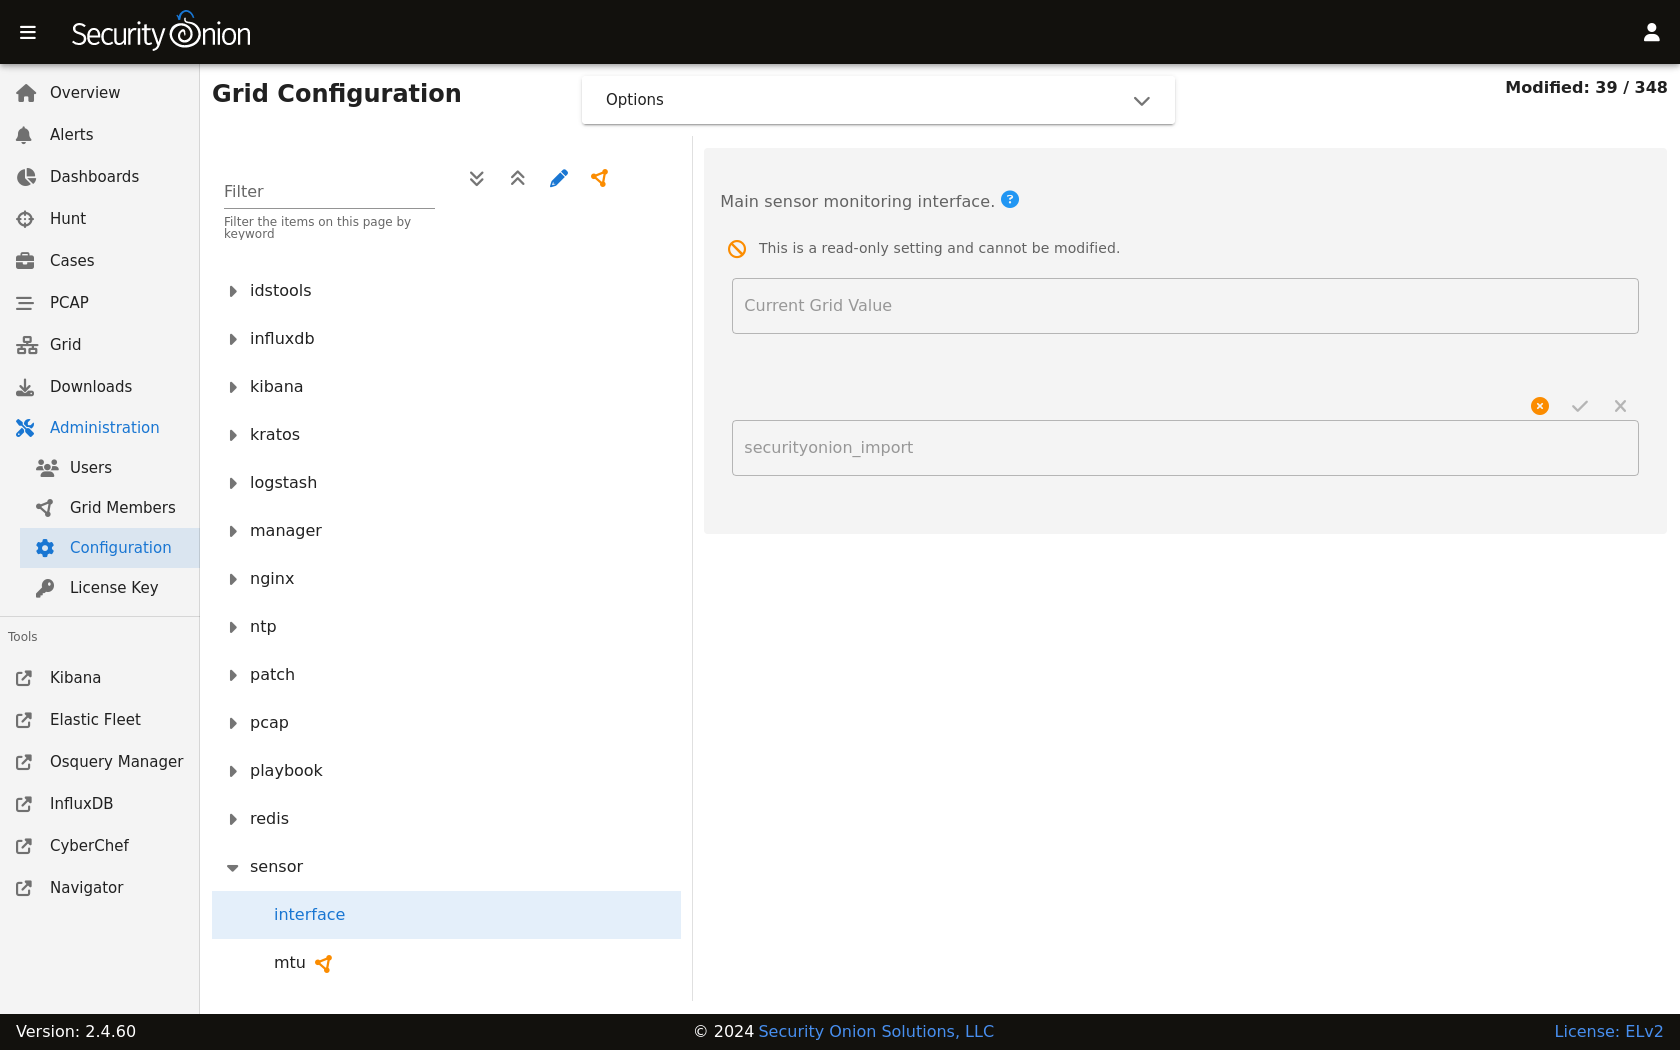 Security Onion
Overview
Alerts
Dashboards
Hunt
Cases
PCAP
Grid
Downloads
Administration
Users
Grid Members
Configuration
License Key
Tools
Kibana
Elastic Fleet
Osquery Manager
InfluxDB
CyberChef
Navigator
Grid Configuration
Options
Modified: 39 / 348
Filter
Filter the items on this page by
keyword
idstools
influxdb
kibana
kratos
logstash
manager
nginx
ntp
patch
pcap
playbook
redis
sensor
interface
mtu
Main sensor monitoring interface. ?
This is a read-only setting and cannot be modified.
Current Grid Value
securityonion_import
Version: 2.4.60
© 2024 Security Onion Solutions, LLC
License: ELv2